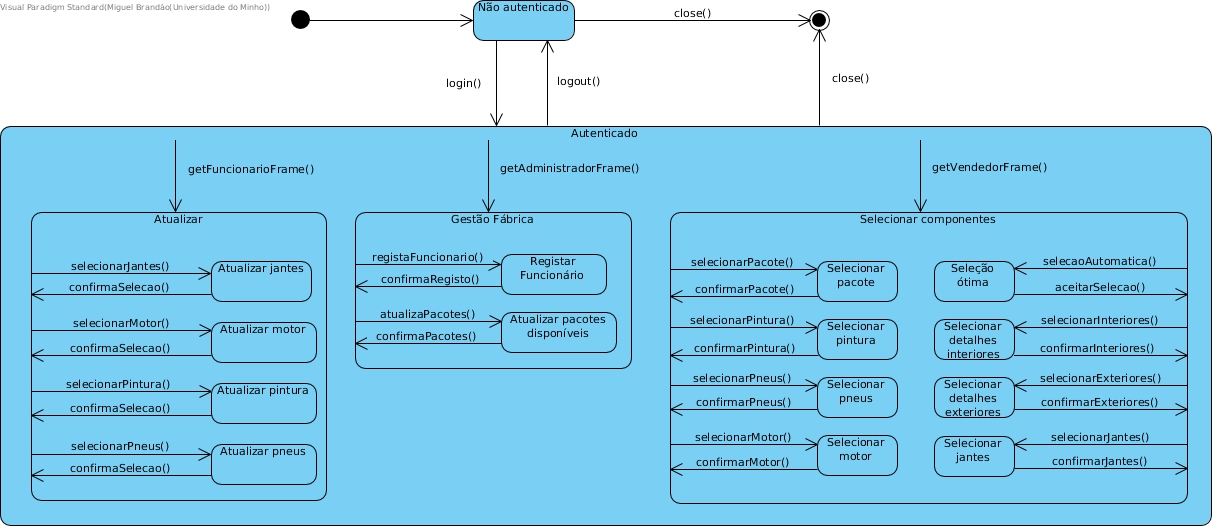 Visual Paradigm Standard(Miguel Brandão(Universidade do Minho))
Não autenticado
close()
login()
logout()
close()
Autenticado
getFuncionarioFrame()
getAdministradorFrame()
getVendedorFrame()
Atualizar
selecionarJantes()
Atualizar jantes
confirmaSelecao()
selecionarMotor()
Atualizar motor
confirmaSelecao()
selecionarPintura()
Atualizar pintura
confirmaSelecao()
selecionarPneus()
Atualizar pneus
confirmaSelecao()
Gestão Fábrica
registaFuncionario()
Registar
Funcionário
confirmaRegisto()
atualizaPacotes()
Atualizar pacotes
disponíveis
confirmaPacotes()
Selecionar componentes
selecionarPacote()
Selecionar
pacote
confirmarPacote()
selecionarPintura()
Selecionar
pintura
confirmarPintura()
selecionarPneus()
Selecionar
pneus
confirmarPneus()
selecionarMotor()
Selecionar
motor
confirmarMotor()
Seleção
ótima
selecaoAutomatica()
aceitarSelecao()
Selecionar
detalhes
interiores
selecionarInteriores()
confirmarInteriores()
Selecionar
detalhes
exteriores
selecionarExteriores()
confirmarExteriores()
Selecionar
jantes
selecionarJantes()
confirmarJantes()